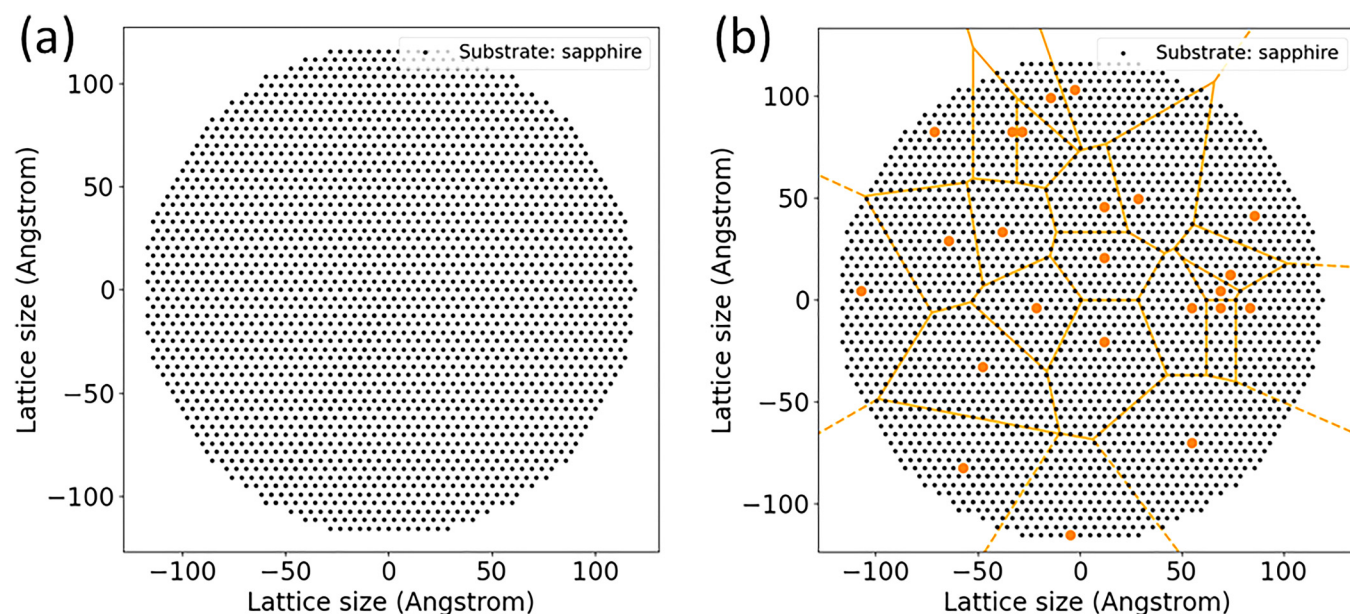 (a)
Substrate: sapphire
Lattice size (Angstrom)
100
50
0
−50
−100
−100 −50 0 50 100
Lattice size (Angstrom)
(b)
Substrate: sapphire
Lattice size (Angstrom)
100
50
0
−50
−100
−100 −50 0 50 100
Lattice size (Angstrom)